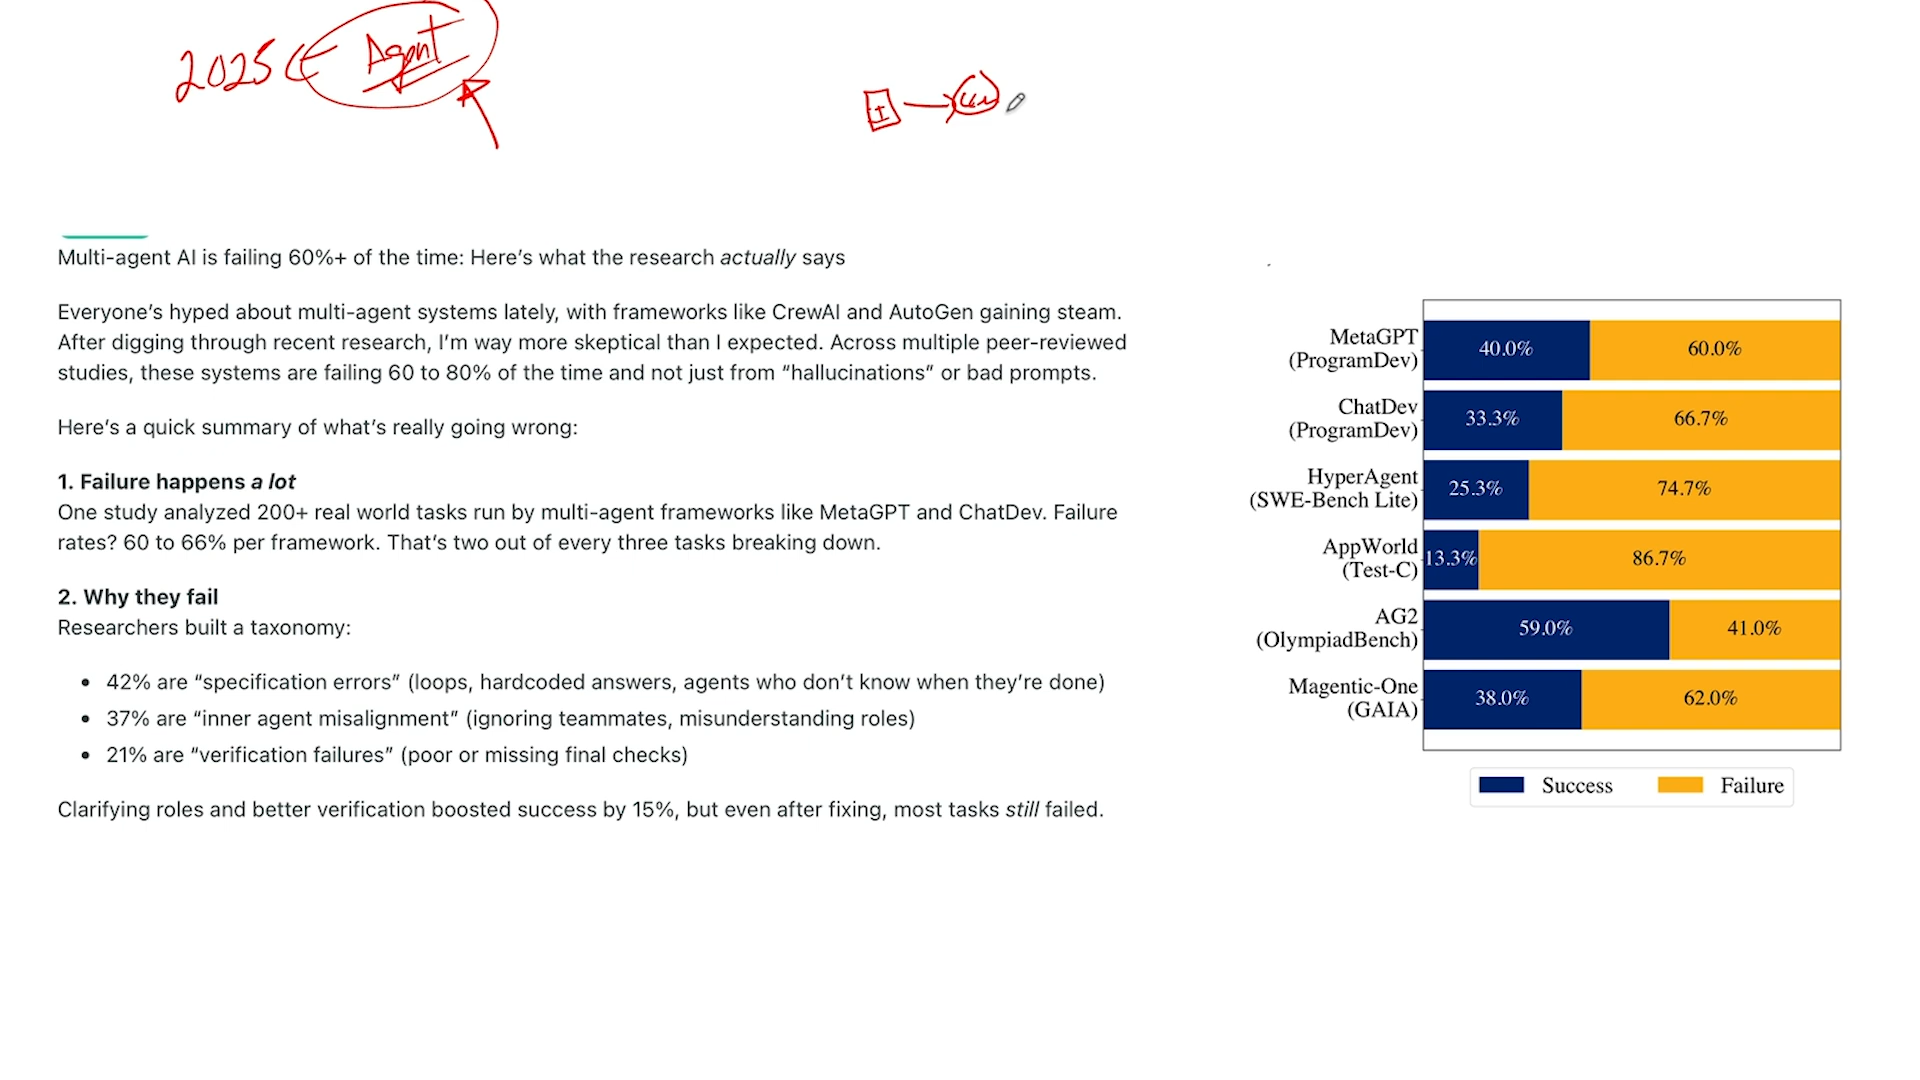 2025 Agent
I
Multi-agent AI is failing 60%+ of the time: Here’s what the research actually says
Everyone’s hyped about multi-agent systems lately, with frameworks like CrewAI and AutoGen gaining steam.
After digging through recent research, I’m way more skeptical than I expected. Across multiple peer-reviewed
studies, these systems are failing 60 to 80% of the time and not just from “hallucinations” or bad prompts.
Here’s a quick summary of what’s really going wrong:
1. Failure happens a lot
One study analyzed 200+ real world tasks run by multi-agent frameworks like MetaGPT and ChatDev. Failure
rates? 60 to 66% per framework. That’s two out of every three tasks breaking down.
2. Why they fail
Researchers built a taxonomy:
• 42% are “specification errors” (loops, hardcoded answers, agents who don’t know when they’re done)
• 37% are “inner agent misalignment” (ignoring teammates, misunderstanding roles)
• 21% are “verification failures” (poor or missing final checks)
Clarifying roles and better verification boosted success by 15%, but even after fixing, most tasks still failed.
MetaGPT
(ProgramDev)
40.0% 60.0%
ChatDev
(ProgramDev)
33.3% 66.7%
HyperAgent
(SWE-Bench Lite)
25.3% 74.7%
AppWorld
(Test-C)
13.3% 86.7%
AG2
(OlympiadBench)
59.0% 41.0%
Magentic-One
(GAIA)
38.0% 62.0%
Success Failure